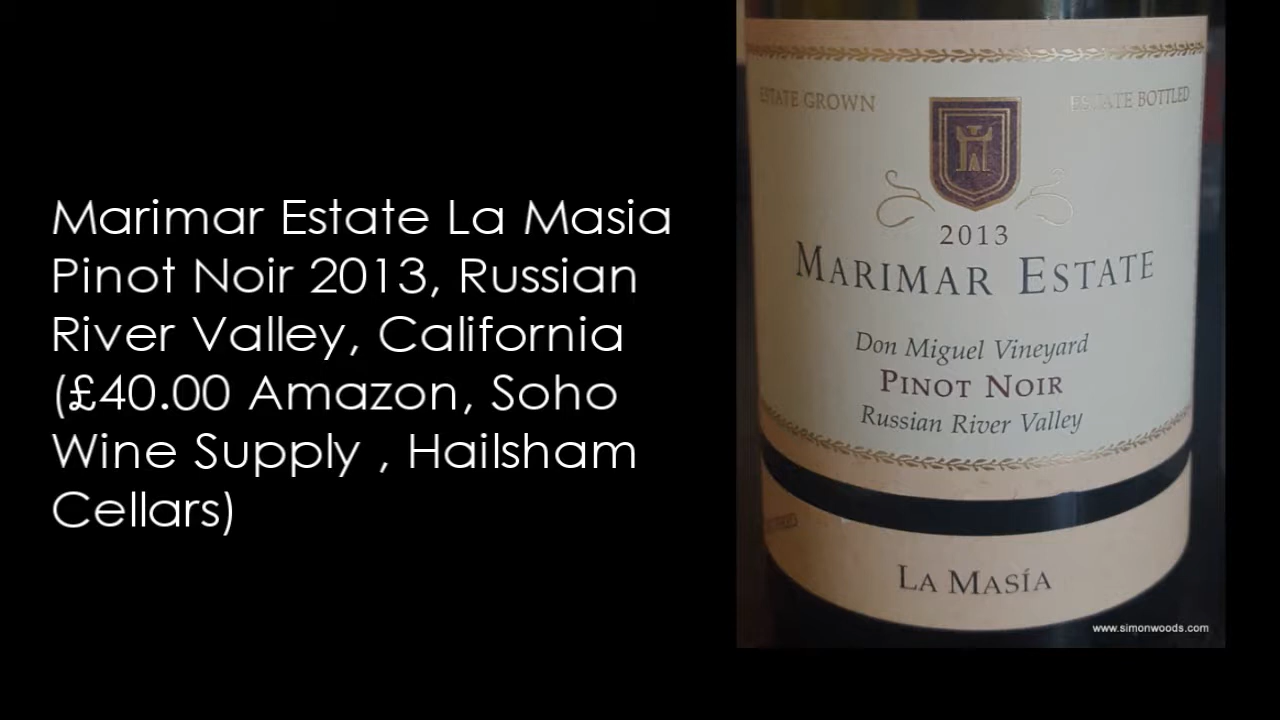 Marimar Estate La Masia
Pinot Noir 2013, Russian
River Valley, California
(£40.00 Amazon, Soho
Wine Supply , Hailsham
Cellars)
ESTATE GROWN
ESTATE BOTTLED
2013
MARIMAR ESTATE
Don Miguel Vineyard
PINOT NOIR
Russian River Valley
LA MASÍA
www.simonwoods.com